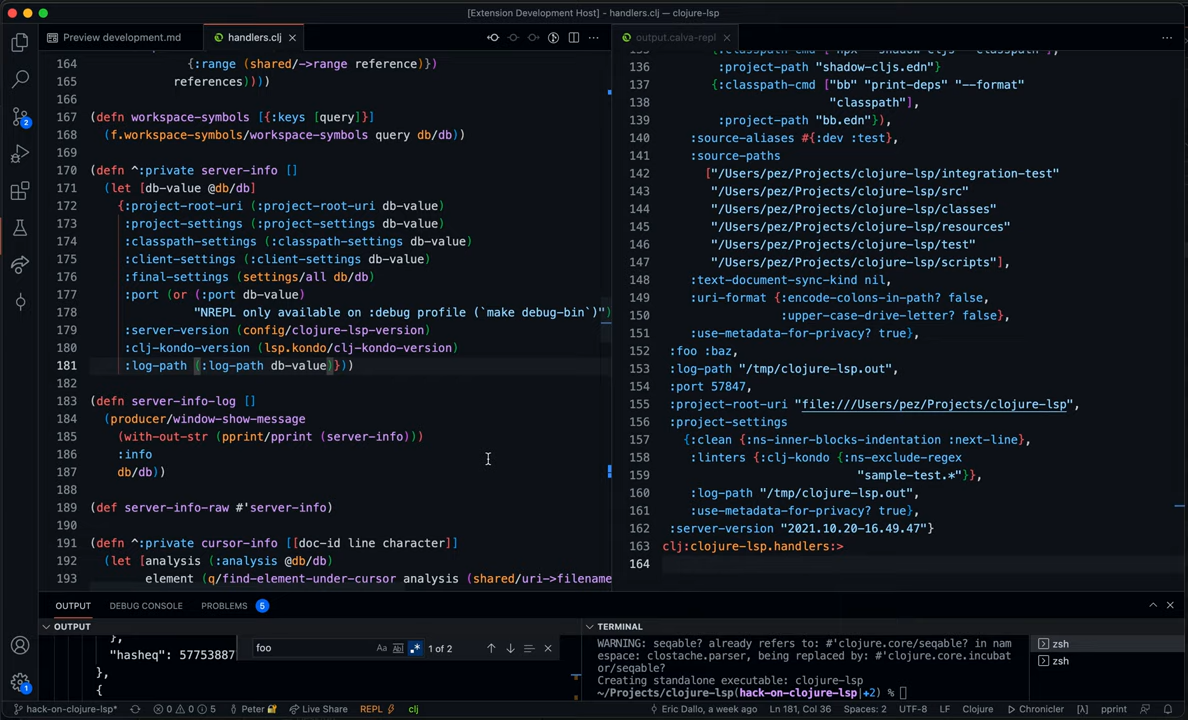 [Extension Development Host] - handlers.clj — clojure-lsp
Preview development.md
handlers.clj
output.calva-repl
164 {:range (shared/->range reference)})
165 references))))
166
167 (defn workspace-symbols [{:keys [query]}]
168 (f.workspace-symbols/workspace-symbols query db/db))
169
170 (defn ^:private server-info []
171 (let [db-value @db/db]
172 {:project-root-uri (:project-root-uri db-value)
173 :project-settings (:project-settings db-value)
174 :classpath-settings (:classpath-settings db-value)
175 :client-settings (:client-settings db-value)
176 :final-settings (settings/all db/db)
177 :port (or (:port db-value)
178 "NREPL only available on :debug profile (`make debug-bin`)")
179 :server-version (config/clojure-lsp-version)
180 :clj-kondo-version (lsp.kondo/clj-kondo-version)
181 :log-path (:log-path db-value)}))
182
183 (defn server-info-log []
184 (producer/window-show-message
185 (with-out-str (pprint/pprint (server-info)))
186 :info
187 db/db))
188
189 (def server-info-raw #'server-info)
190
191 (defn ^:private cursor-info [[doc-id line character]]
192 (let [analysis (:analysis @db/db)
193 element (q/find-element-under-cursor analysis (shared/uri->filename
135 {:classpath-cmd ["npx" "shadow-cljs" "classpath"],
136 :project-path "shadow-cljs.edn"}
137 {:classpath-cmd ["bb" "print-deps" "--format"
138 "classpath"],
139 :project-path "bb.edn"}),
140 :source-aliases #{:dev :test},
141 :source-paths
142 ["/Users/pez/Projects/clojure-lsp/integration-test"
143 "/Users/pez/Projects/clojure-lsp/src"
144 "/Users/pez/Projects/clojure-lsp/classes"
145 "/Users/pez/Projects/clojure-lsp/resources"
146 "/Users/pez/Projects/clojure-lsp/test"
147 "/Users/pez/Projects/clojure-lsp/scripts"],
148 :text-document-sync-kind nil,
149 :uri-format {:encode-colons-in-path? false,
150 :upper-case-drive-letter? false},
151 :use-metadata-for-privacy? true},
152 :foo :baz,
153 :log-path "/tmp/clojure-lsp.out",
154 :port 57847,
155 :project-root-uri "file:///Users/pez/Projects/clojure-lsp",
156 :project-settings
157 {:clean {:ns-inner-blocks-indentation :next-line},
158 :linters {:clj-kondo {:ns-exclude-regex
159 "sample-test.*"}},
160 :log-path "/tmp/clojure-lsp.out",
161 :use-metadata-for-privacy? true},
162 :server-version "2021.10.20-16.49.47"}
163 clj:clojure-lsp.handlers:>
164
OUTPUT DEBUG CONSOLE PROBLEMS 5
OUTPUT
},
"hasheq": 57753887
},
{
foo Aa Ab .* 1 of 2
TERMINAL
WARNING: seqable? already refers to: #'clojure.core/seqable? in nam
espace: clostache.parser, being replaced by: #'clojure.core.incubat
or/seqable?
Creating standalone executable: clojure-lsp
~/Projects/clojure-lsp(hack-on-clojure-lsp|✚2) %
zsh
zsh
2
1
hack-on-clojure-lsp* 0 0 5 Peter Live Share REPL clj Eric Dallo, a week ago Ln 181, Col 36 Spaces: 2 UTF-8 LF Clojure Chronicler [λ] pprint